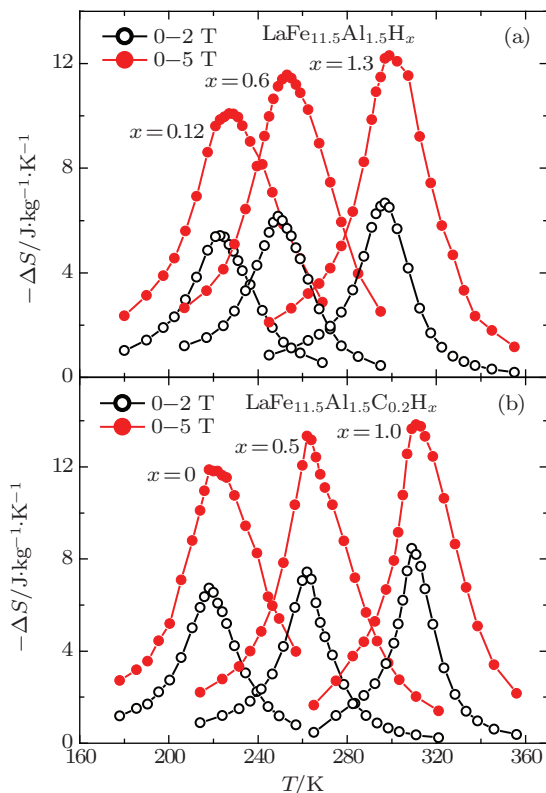 0−2 T LaFe₁₁.₅Al₁.₅Hₓ (a)
0−5 T
x=0.12
x=0.6
x=1.3
12
8
4
0
−ΔS/J·kg⁻¹·K⁻¹
0−2 T LaFe₁₁.₅Al₁.₅C₀.₂Hₓ (b)
0−5 T
x=0
x=0.5
x=1.0
16
12
8
4
0
−ΔS/J·kg⁻¹·K⁻¹
160 200 240 280 320 360
T/K